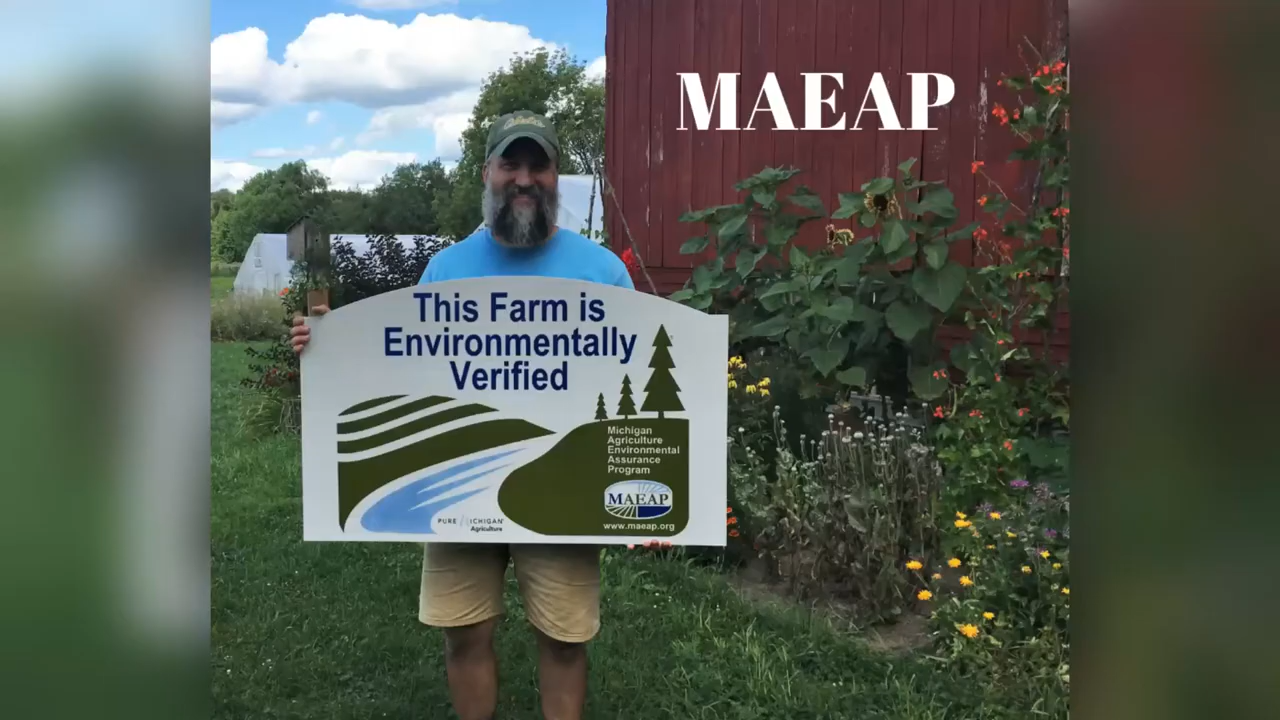 MAEAP
This Farm is
Environmentally
Verified
Michigan
Agriculture
Environmental
Assurance
Program
MAEAP
www.maeap.org
PURE MICHIGAN
Agriculture